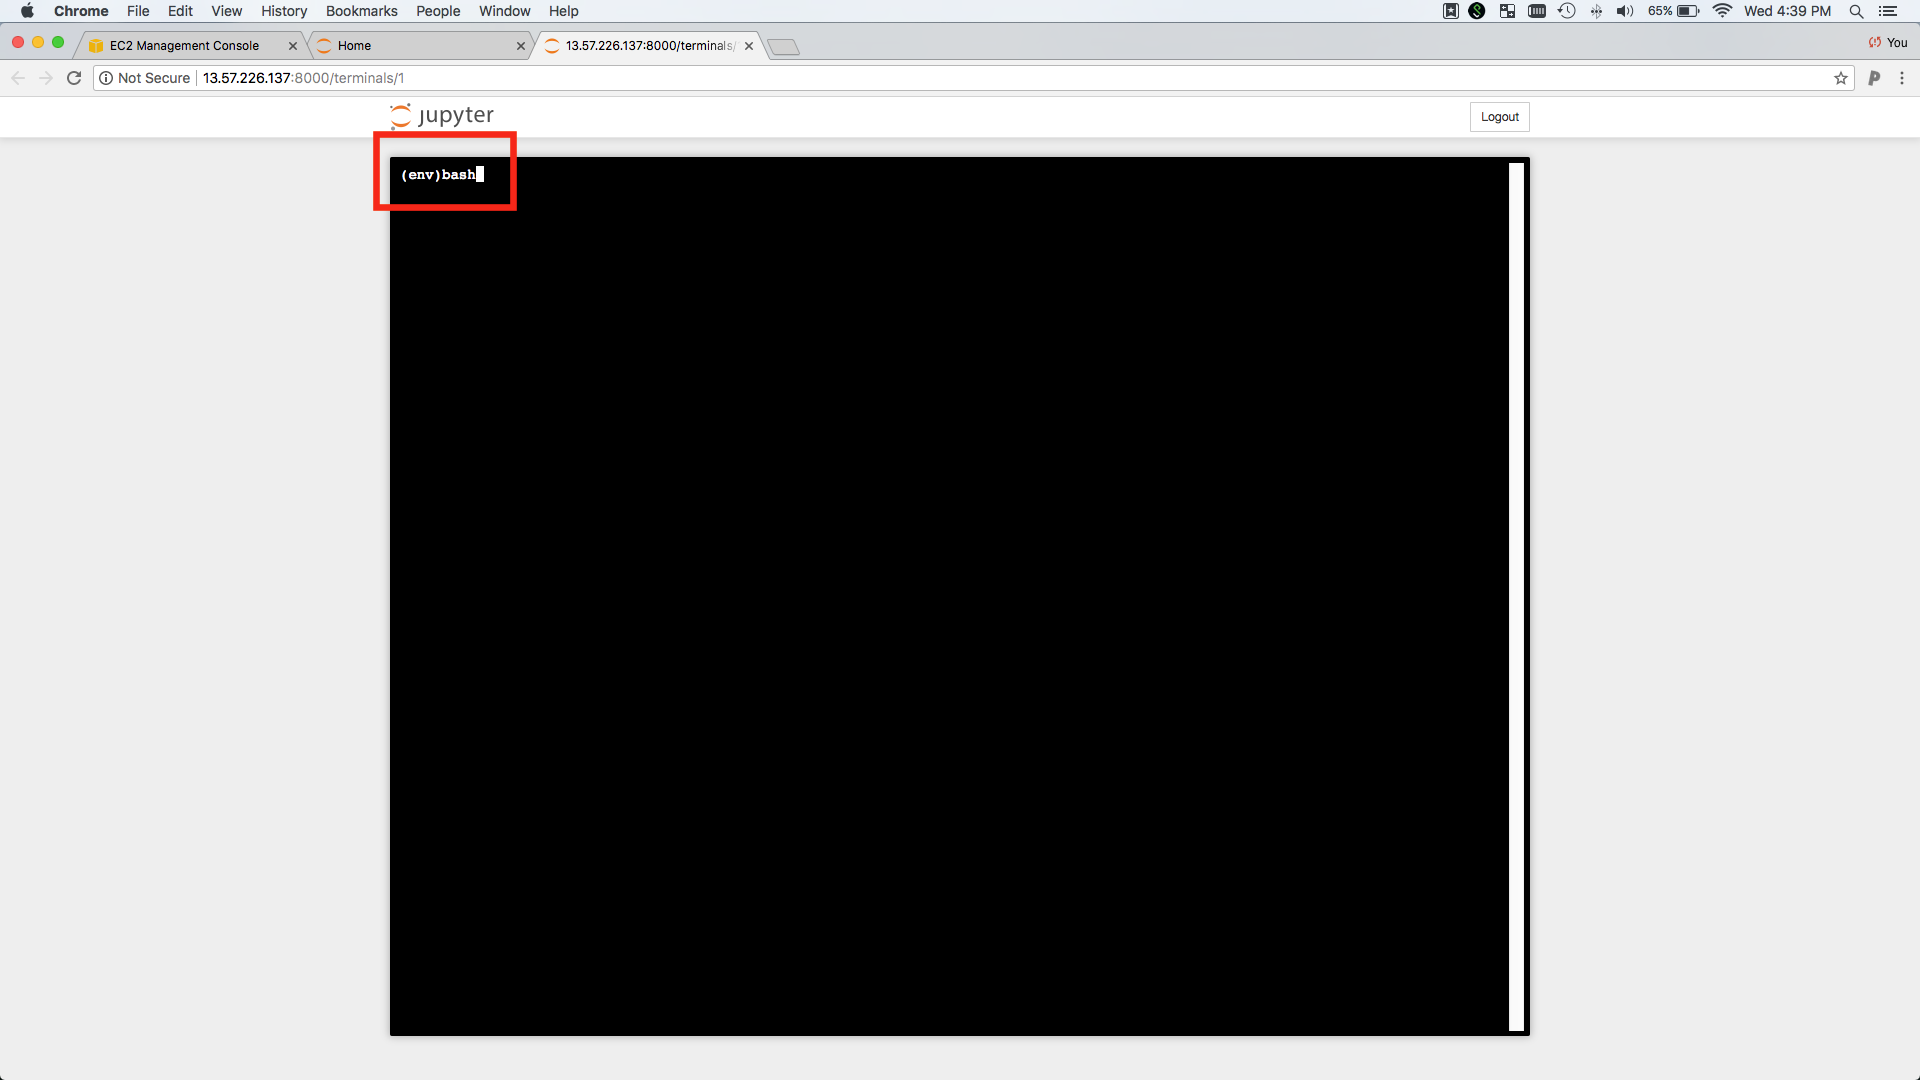 Chrome File Edit View History Bookmarks People Window Help 65% Wed 4:39 PM
EC2 Management Console Home 13.57.226.137:8000/terminals/ You
Not Secure 13.57.226.137:8000/terminals/1
jupyter Logout
(env)bash